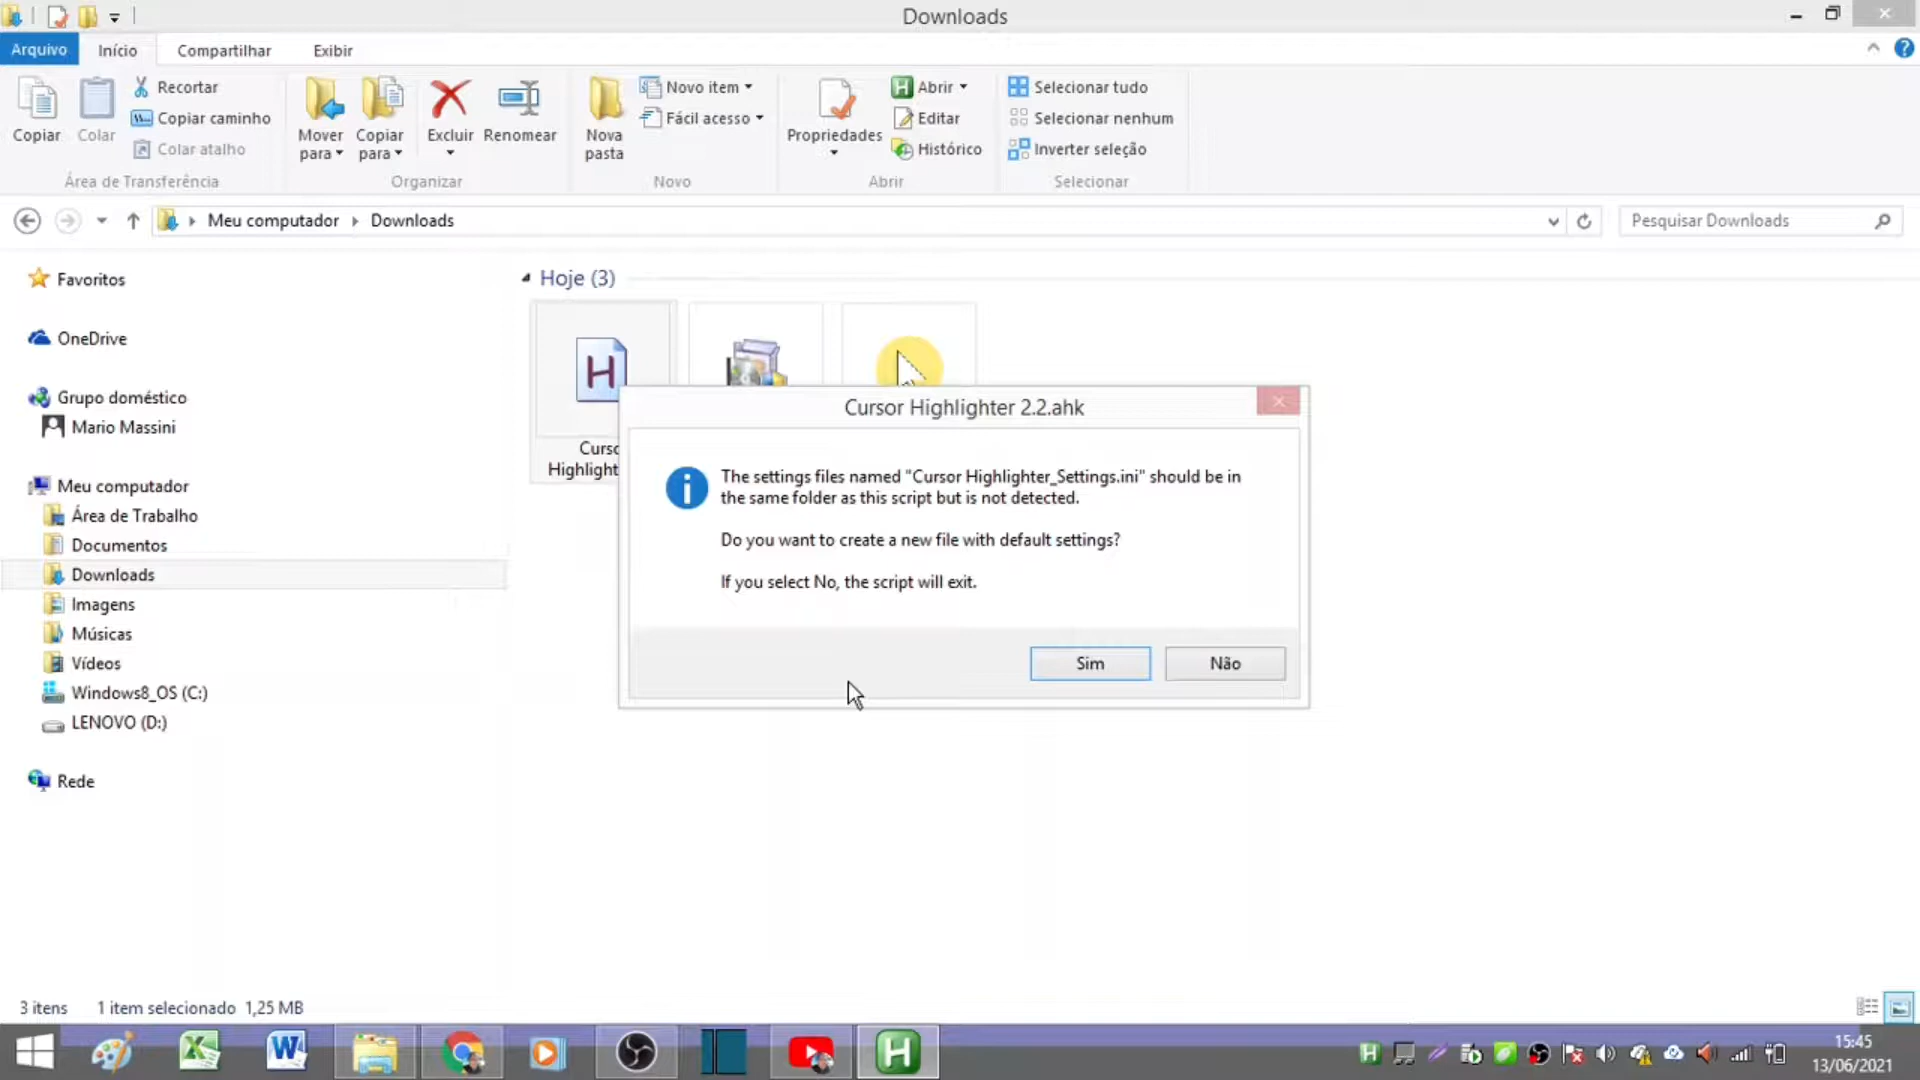 Downloads
Arquivo
Início
Compartilhar
Exibir
Copiar
Colar
Recortar
Copiar caminho
Colar atalho
Área de Transferência
Mover para
Copiar para
Excluir
Renomear
Organizar
Nova pasta
Novo item
Fácil acesso
Novo
Propriedades
Abrir
Editar
Histórico
Abrir
Selecionar tudo
Selecionar nenhum
Inverter seleção
Selecionar
Meu computador
Downloads
Pesquisar Downloads
Favoritos
OneDrive
Grupo doméstico
Mario Massini
Meu computador
Área de Trabalho
Documentos
Downloads
Imagens
Músicas
Vídeos
Windows8_OS (C:)
LENOVO (D:)
Rede
Hoje (3)
H
Curso
Highlight
Cursor Highlighter 2.2.ahk
The settings files named "Cursor Highlighter_Settings.ini" should be in
the same folder as this script but is not detected.
Do you want to create a new file with default settings?
If you select No, the script will exit.
Sim
Não
3 itens
1 item selecionado 1,25 MB
15:45
13/06/2021